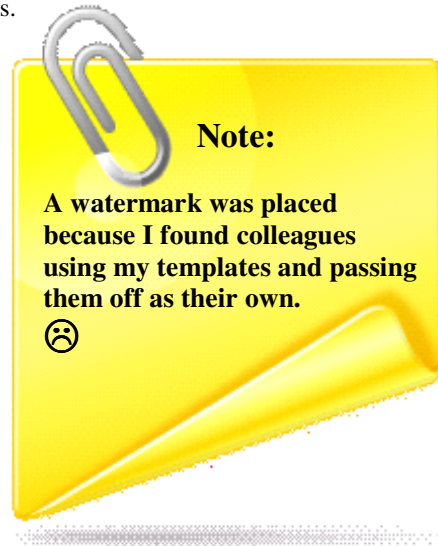 s.
Note:
A watermark was placed
because I found colleagues
using my templates and passing
them off as their own.
☹